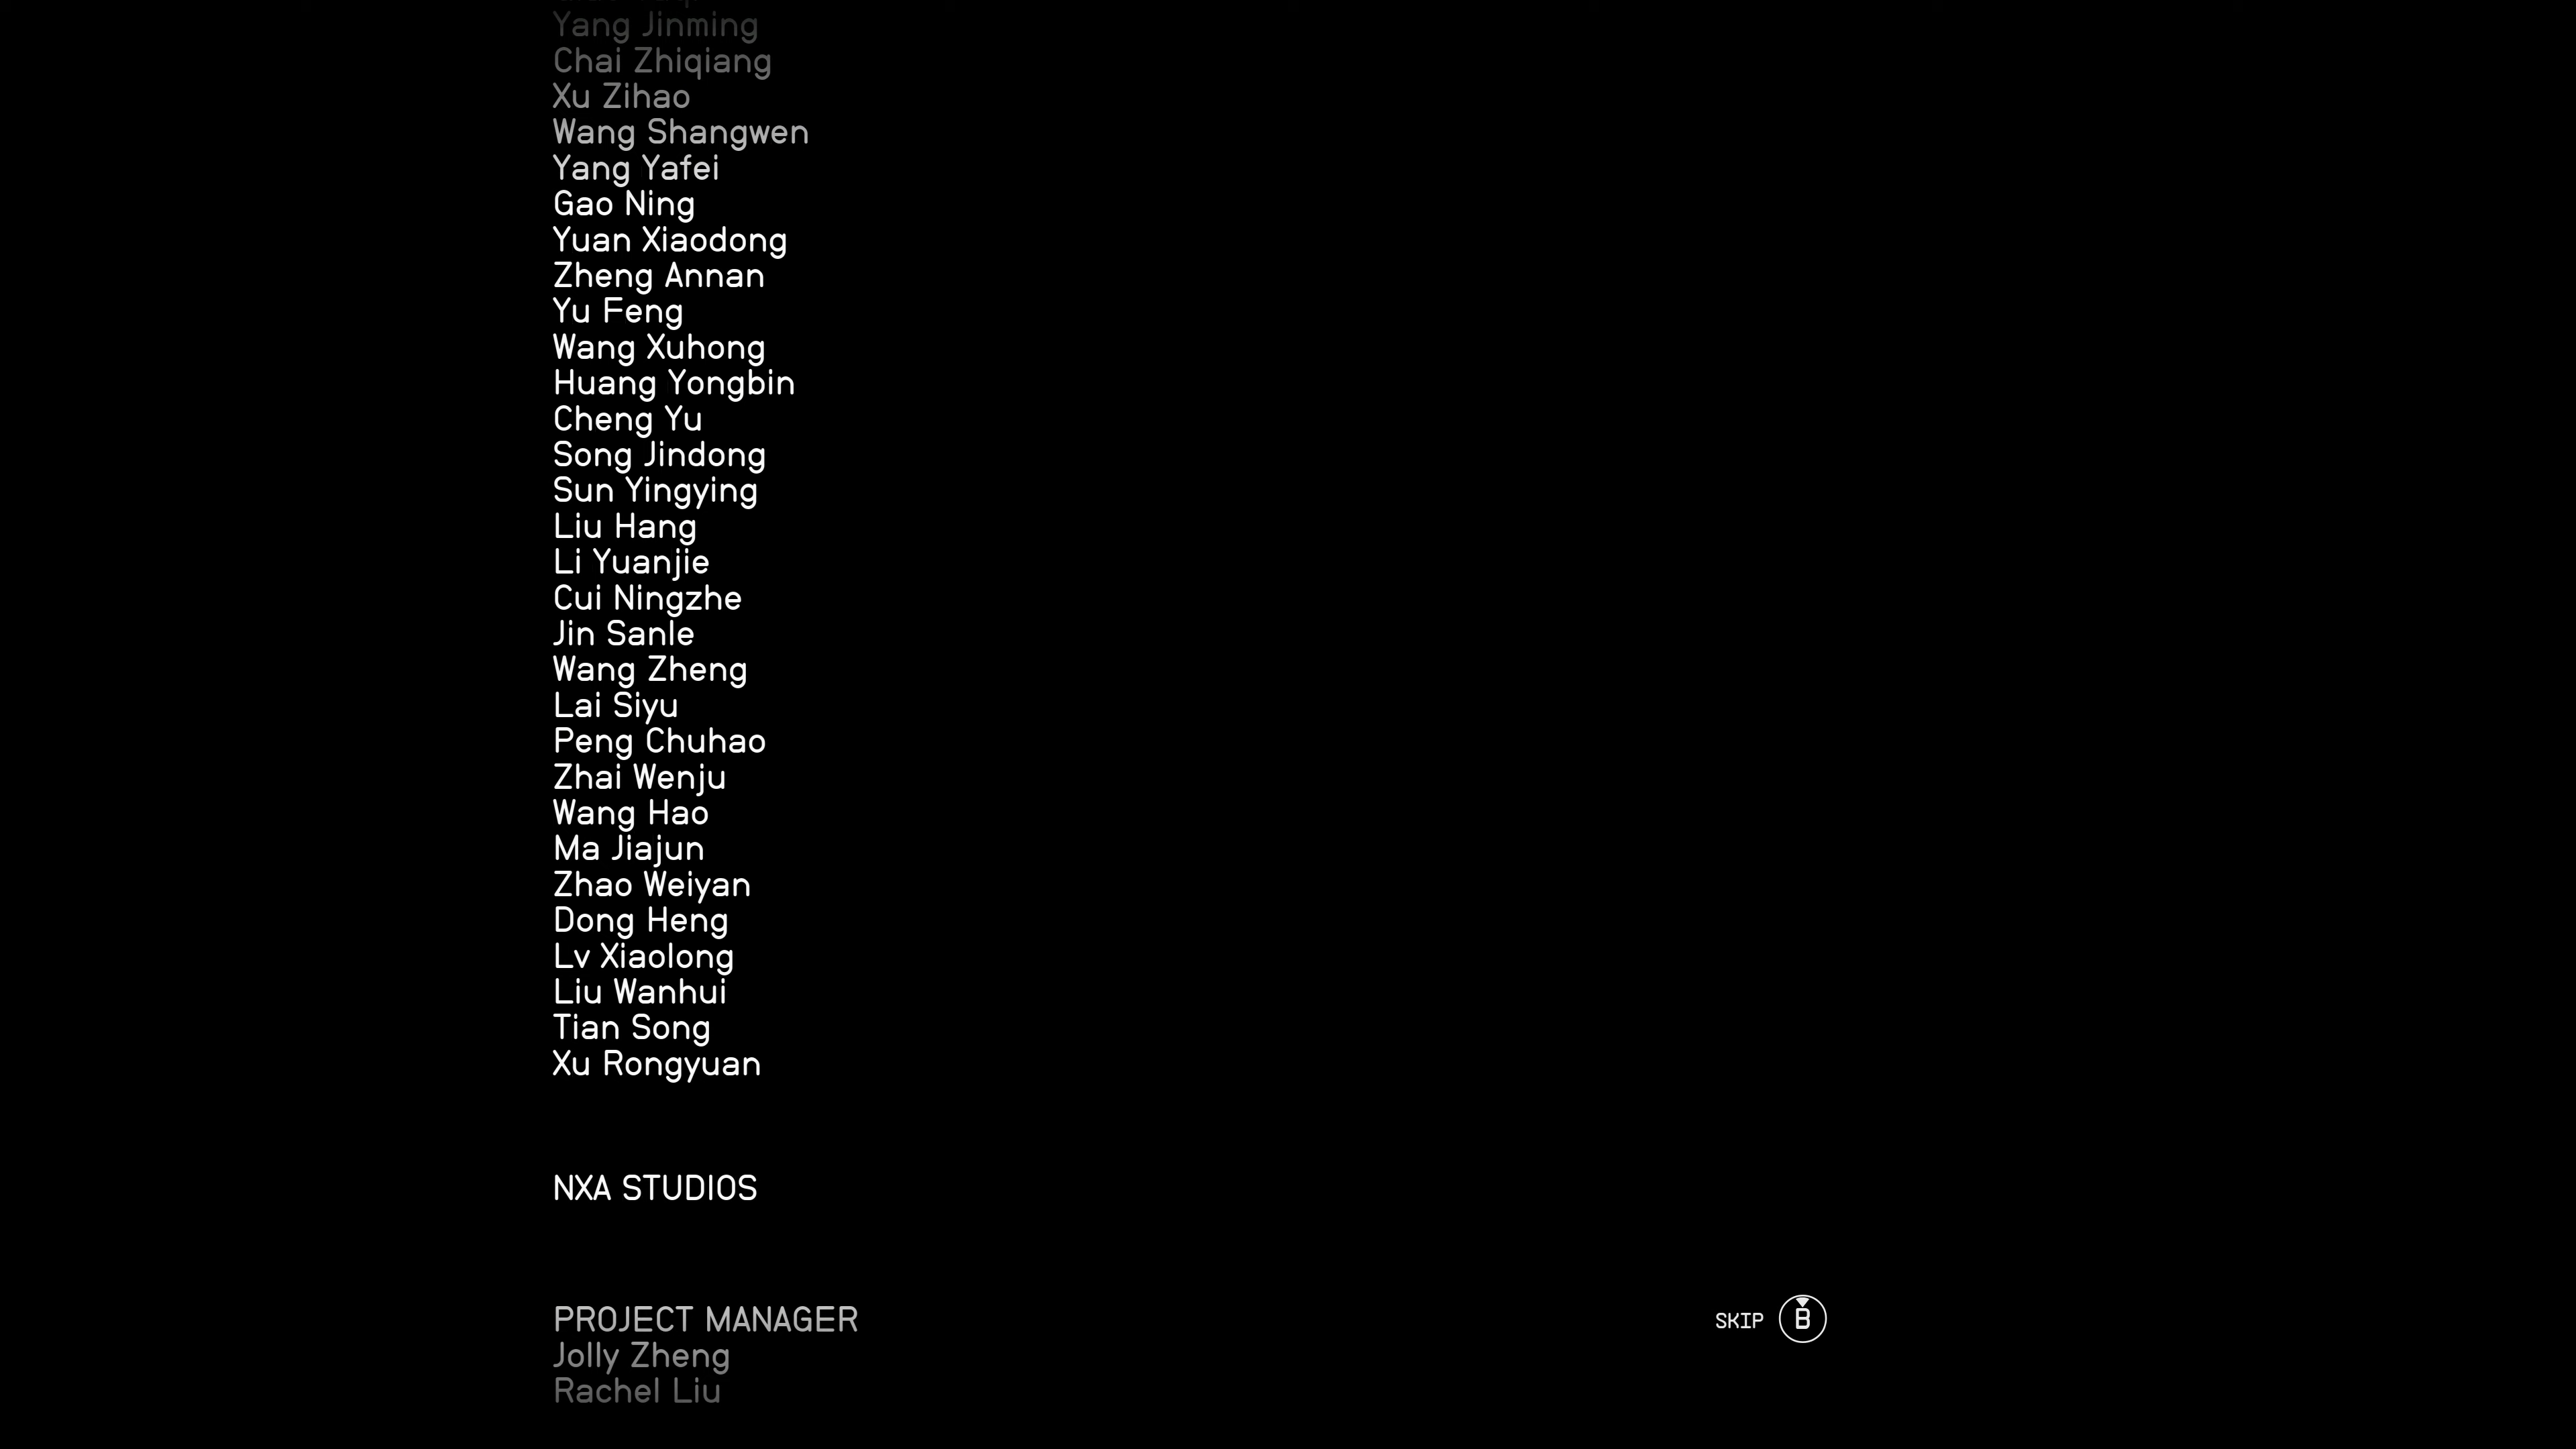 Yang Jinming
Chai Zhiqiang
Xu Zihao
Wang Shangwen
Yang Yafei
Gao Ning
Yuan Xiaodong
Zheng Annan
Yu Feng
Wang Xuhong
Huang Yongbin
Cheng Yu
Song Jindong
Sun Yingying
Liu Hang
Li Yuanjie
Cui Ningzhe
Jin Sanle
Wang Zheng
Lai Siyu
Peng Chuhao
Zhai Wenju
Wang Hao
Ma Jiajun
Zhao Weiyan
Dong Heng
Lv Xiaolong
Liu Wanhui
Tian Song
Xu Rongyuan
NXA STUDIOS
PROJECT MANAGER
SKIP B
Jolly Zheng
Rachel Liu